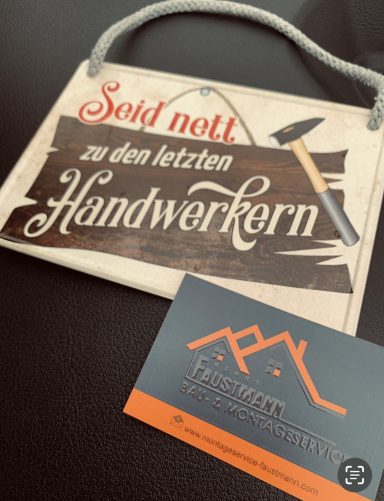 Seid nett
zu den letzten
Handwerkern
FAUSTMANN
BAU- & MONTAGESERVICE
www.montageservice-faustmann.com